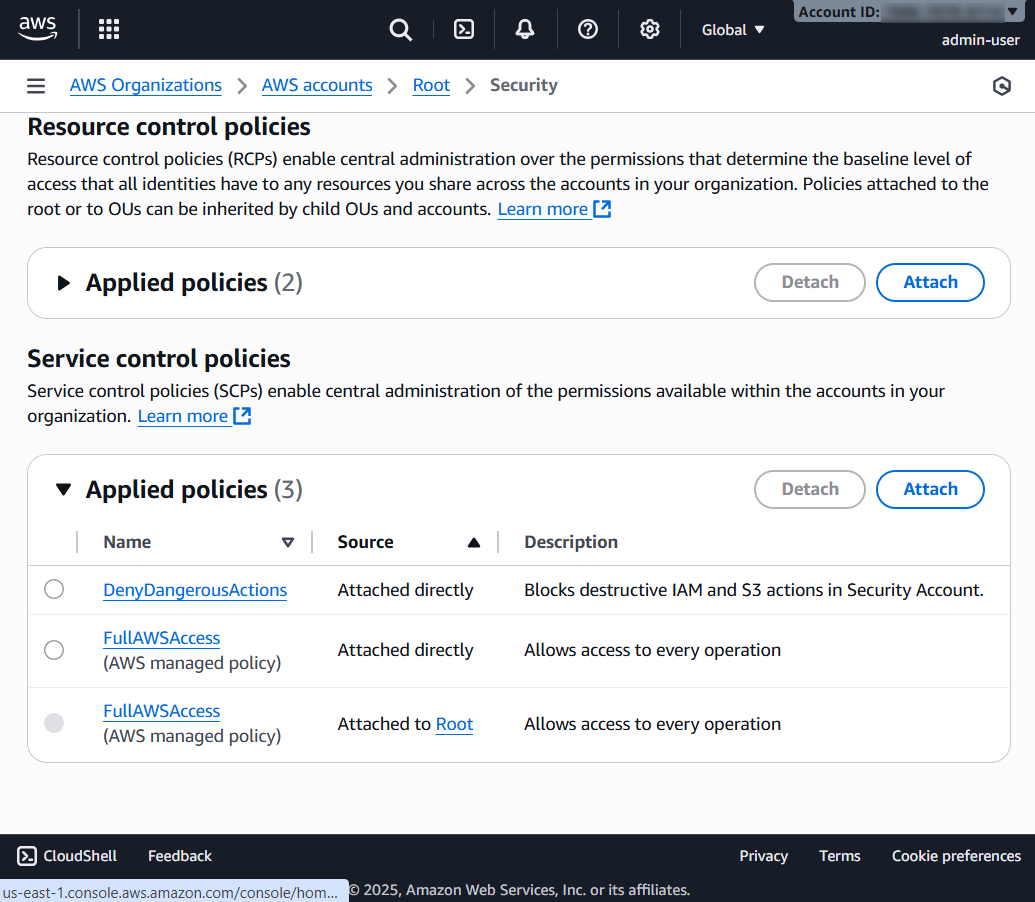 aws
Global
Account ID:
admin-user
AWS Organizations
AWS accounts
Root
Security
Resource control policies
Resource control policies (RCPs) enable central administration over the permissions that determine the baseline level of
access that all identities have to any resources you share across the accounts in your organization. Policies attached to the
root or to OUs can be inherited by child OUs and accounts. Learn more
Applied policies (2)
Detach
Attach
Service control policies
Service control policies (SCPs) enable central administration of the permissions available within the accounts in your
organization. Learn more
Applied policies (3)
Detach
Attach
Name
Source
Description
DenyDangerousActions
Attached directly
Blocks destructive IAM and S3 actions in Security Account.
FullAWSAccess
(AWS managed policy)
Attached directly
Allows access to every operation
FullAWSAccess
(AWS managed policy)
Attached to Root
Allows access to every operation
CloudShell
Feedback
Privacy
Terms
Cookie preferences
us-east-1.console.aws.amazon.com/console/hom...
© 2025, Amazon Web Services, Inc. or its affiliates.